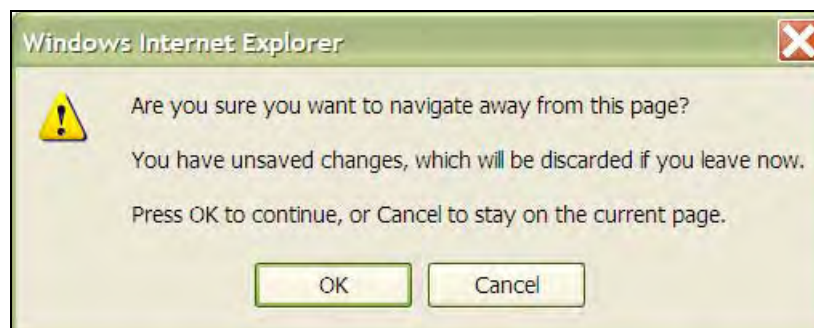 Windows Internet Explorer
Are you sure you want to navigate away from this page?
You have unsaved changes, which will be discarded if you leave now.
Press OK to continue, or Cancel to stay on the current page.
OK
Cancel